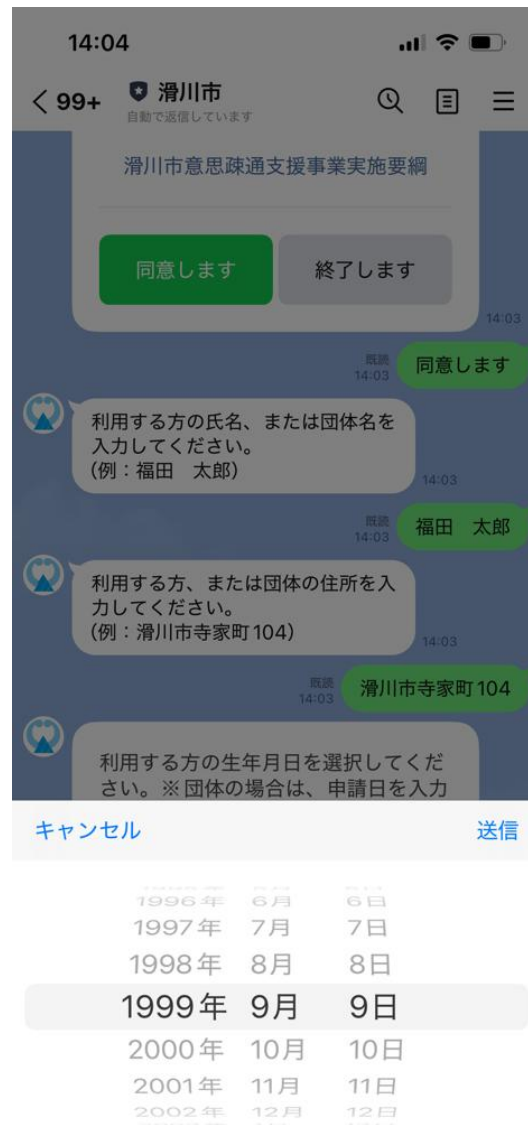 14:04
99+
滑川市
自動で返信しています
滑川市意思疎通支援事業実施要綱
同意します
終了します
14:03
既読
14:03
同意します
利用する方の氏名、または団体名を
入力してください。
(例：福田　太郎)
14:03
既読
14:03
福田　太郎
利用する方、または団体の住所を入
力してください。
(例：滑川市寺家町104)
14:03
既読
14:03
滑川市寺家町104
利用する方の生年月日を選択してくだ
さい。※団体の場合は、申請日を入力
キャンセル
送信
1996年 6月 6日
1997年 7月 7日
1998年 8月 8日
1999年 9月 9日
2000年 10月 10日
2001年 11月 11日
2002年 12月 12日